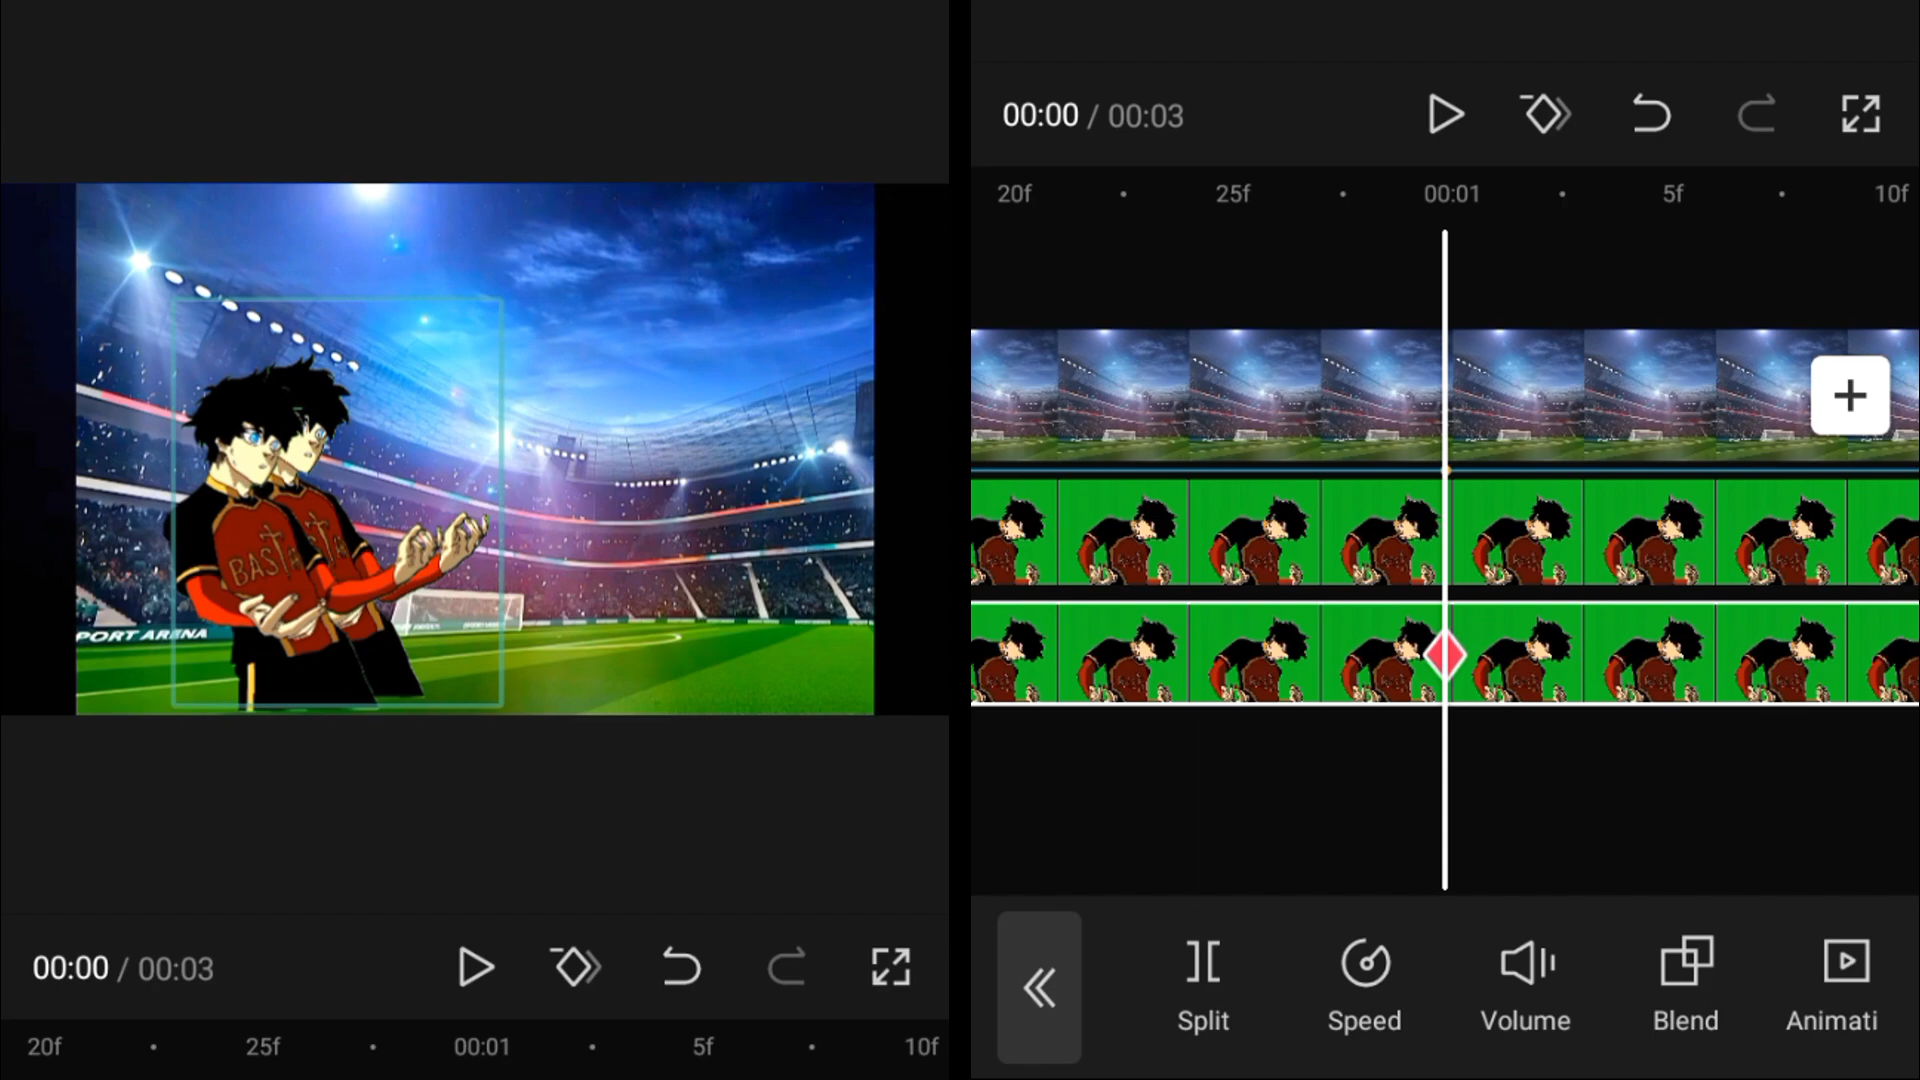 BASTA
PORT ARENA
00:00 / 00:03
20f
25f
00:01
5f
10f
00:00 / 00:03
20f
25f
00:01
5f
10f
Split
Speed
Volume
Blend
Animati